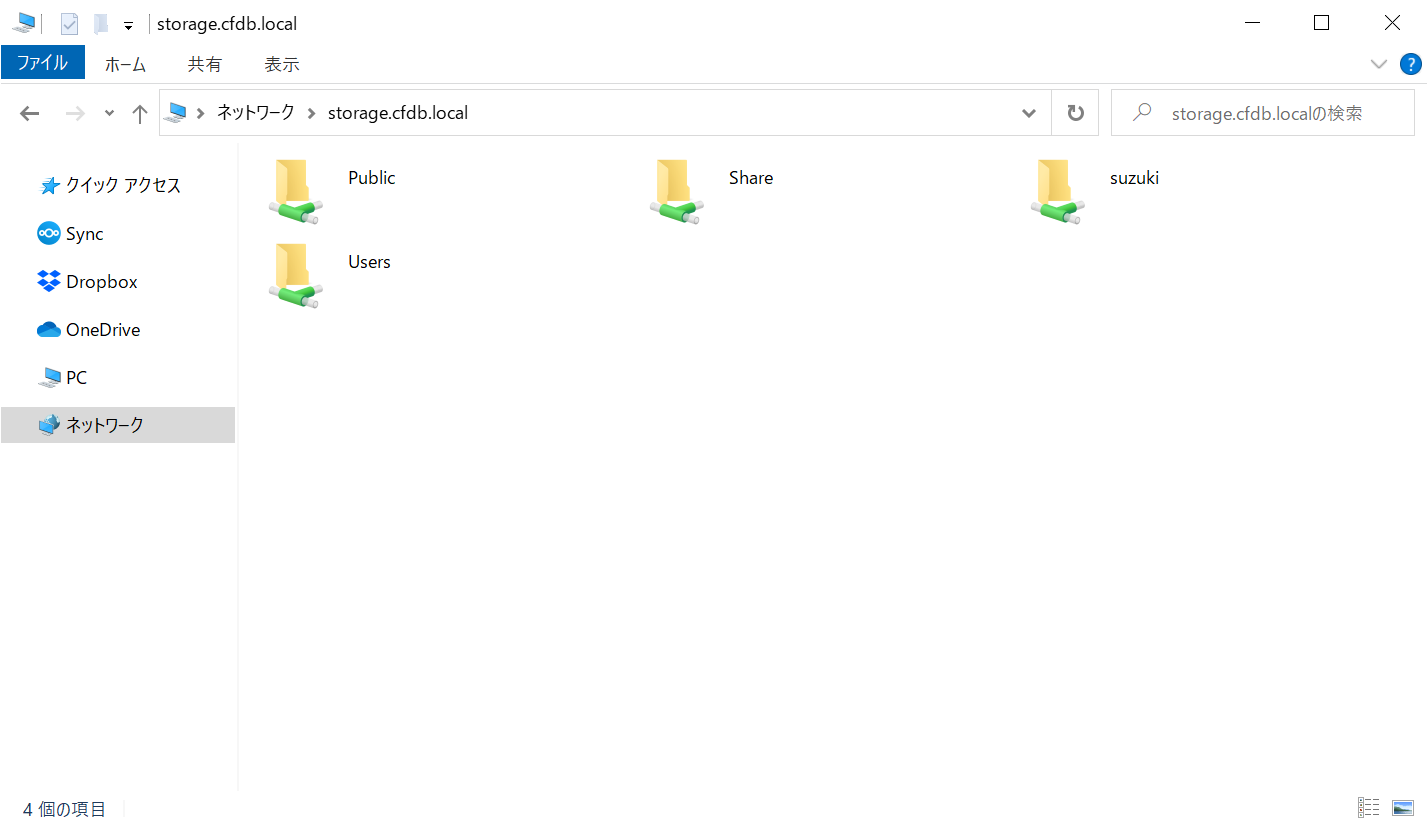 storage.cfdb.local
ファイル ホーム 共有 表示 ?
ネットワーク storage.cfdb.local storage.cfdb.localの検索
クイック アクセス
Sync
Dropbox
OneDrive
PC
ネットワーク
Public Share suzuki
Users
4 個の項目